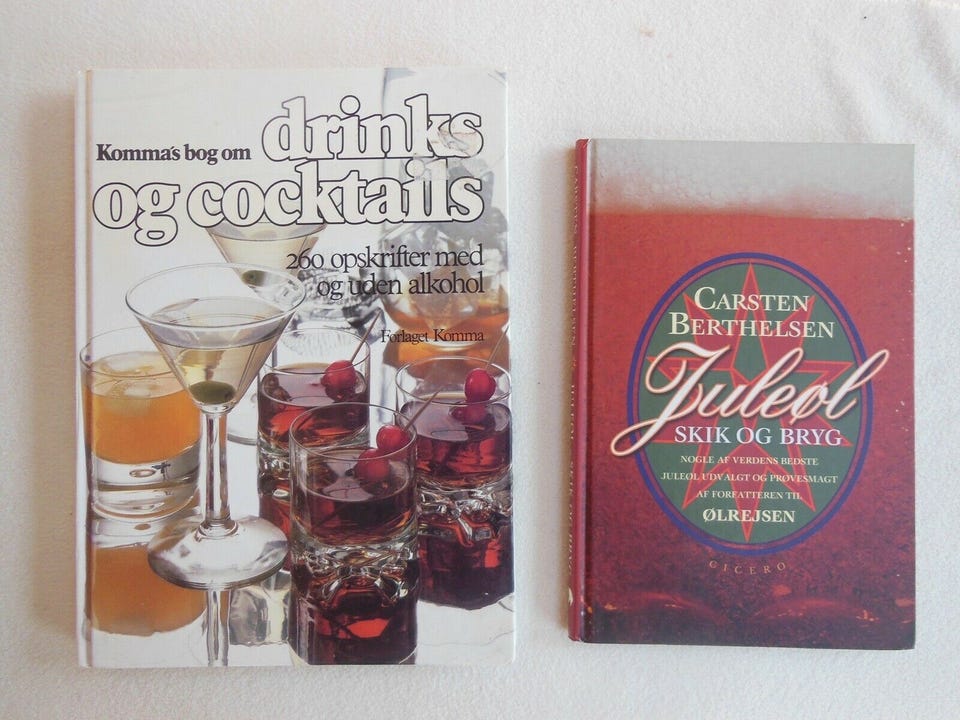 Komma's bog om drinks
og cocktails
260 opskrifter med
og uden alkohol
Forlaget Komma
CARSTEN
BERTHELSEN
Juleøl
SKIK OG BRYG
NOGLE AF VERDENS BEDSTE
JULEØL UDVALGT OG PRØVESMAGT
AF FORFATTEREN TIL
ØLREJSEN
CICERO